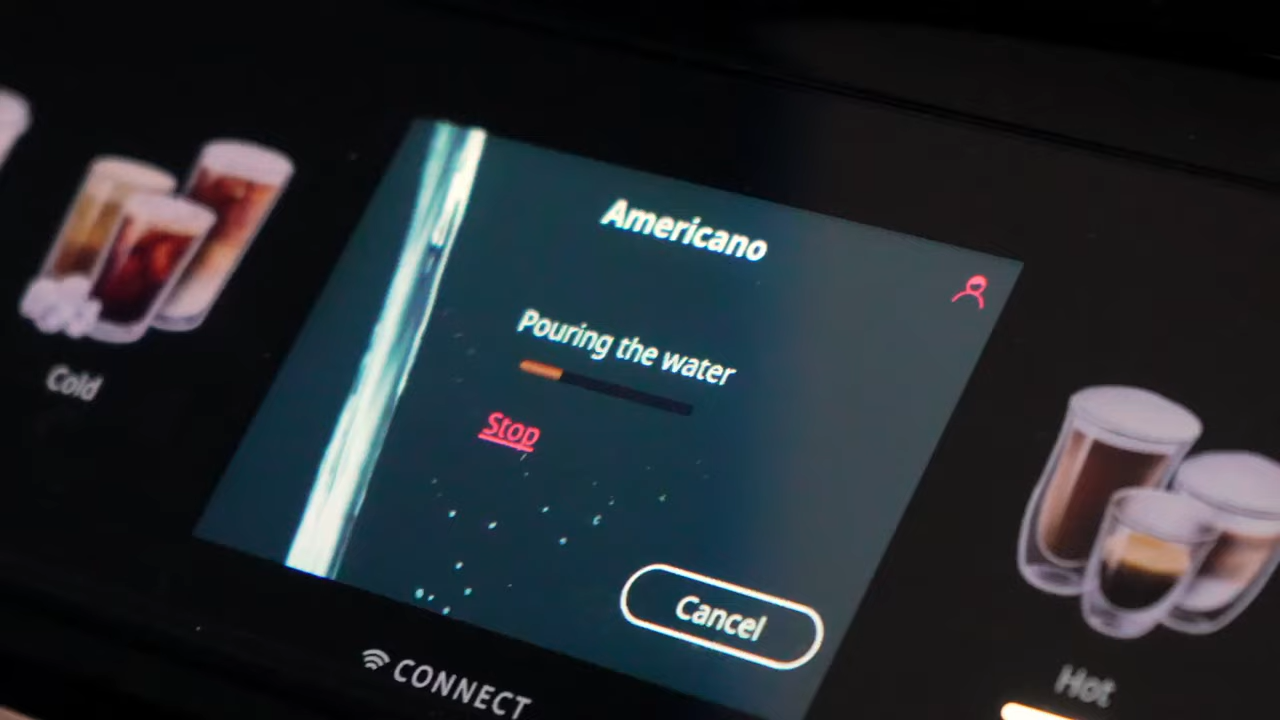 Americano
Pouring the water
Stop
Cold
Cancel
CONNECT
Hot